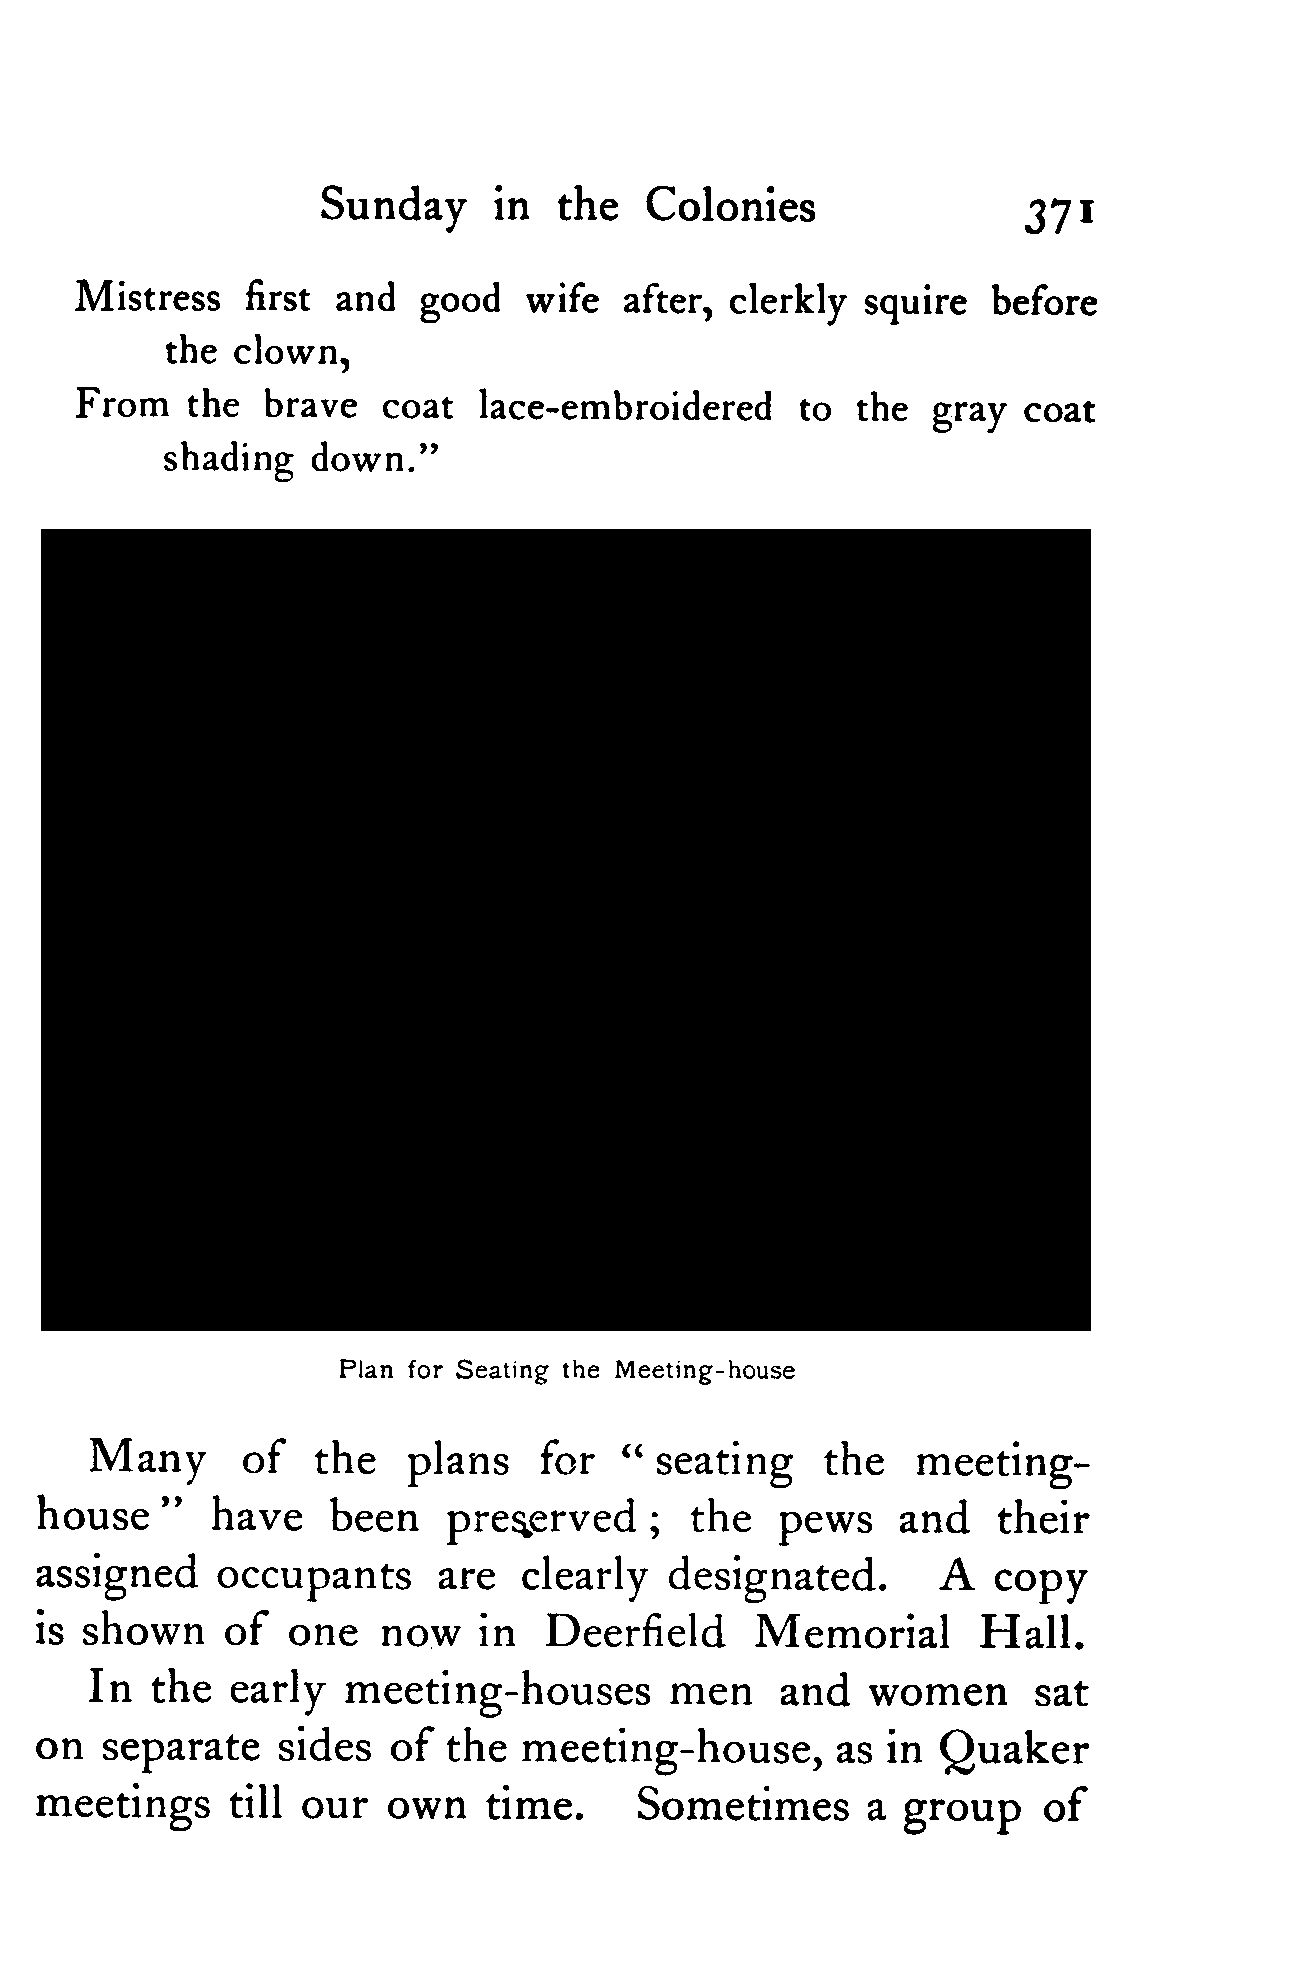 Sunday in the Colonies 371
Mistress first and good wife after, clerkly squire before
the clown,
From the brave coat lace-embroidered to the gray coat
shading down.”
Plan for Seating the Meeting-house
Many of the plans for “ seating the meeting-
house ” have been preserved ; the pews and their
assigned occupants are clearly designated. A copy
is shown of one now in Deerfield Memorial Hall.
In the early meeting-houses men and women sat
on separate sides of the meeting-house, as in Quaker
meetings till our own time. Sometimes a group of